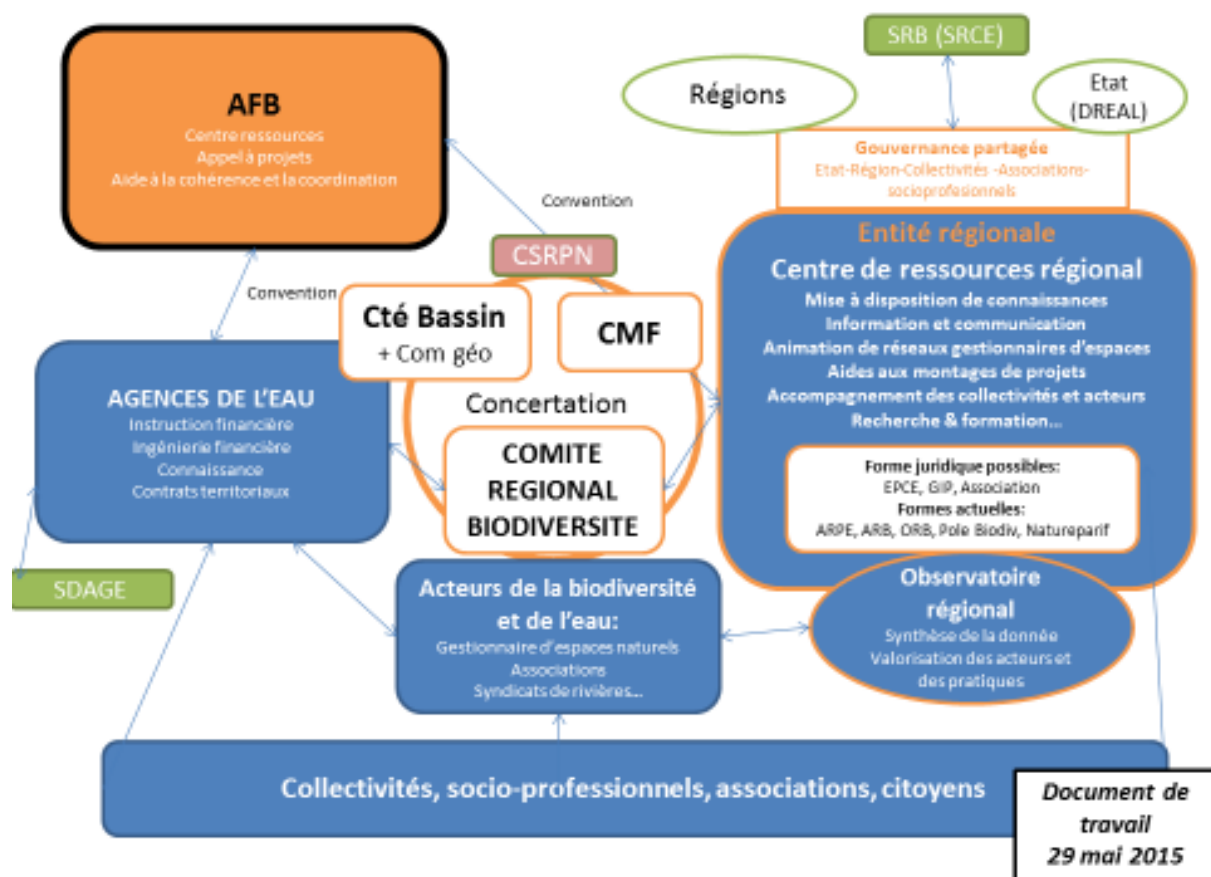 SRB (SRCE)
Régions
Etat
(DREAL)
AFB
Centre ressources
Appel à projets
Aide à la cohérence et la coordination
Gouvernance partagée
Etat-Région-Collectivités -Associations-
socioprofesionnels
Convention
CSRPN
Convention
Cté Bassin
+ Com géo
CMF
Concertation
COMITE
REGIONAL
BIODIVERSITE
Entité régionale
Centre de ressources régional
Mise à disposition de connaissances
Information et communication
Animation de réseaux gestionnaires d'espaces
Aides aux montages de projets
Accompagnement des collectivités et acteurs
Recherche & formation...
Forme juridique possibles:
EPCE, GIP, Association
Formes actuelles:
ARPE, ARB, ORB, Pole Biodiv, Natureparif
AGENCES DE L'EAU
Instruction financière
Ingénierie financière
Connaissance
Contrats territoriaux
SDAGE
Acteurs de la biodiversité
et de l'eau:
Gestionnaire d'espaces naturels
Associations
Syndicats de rivières...
Observatoire
régional
Synthèse de la donnée
Valorisation des acteurs et
des pratiques
Collectivités, socio-professionnels, associations, citoyens
Document de
travail
29 mai 2015